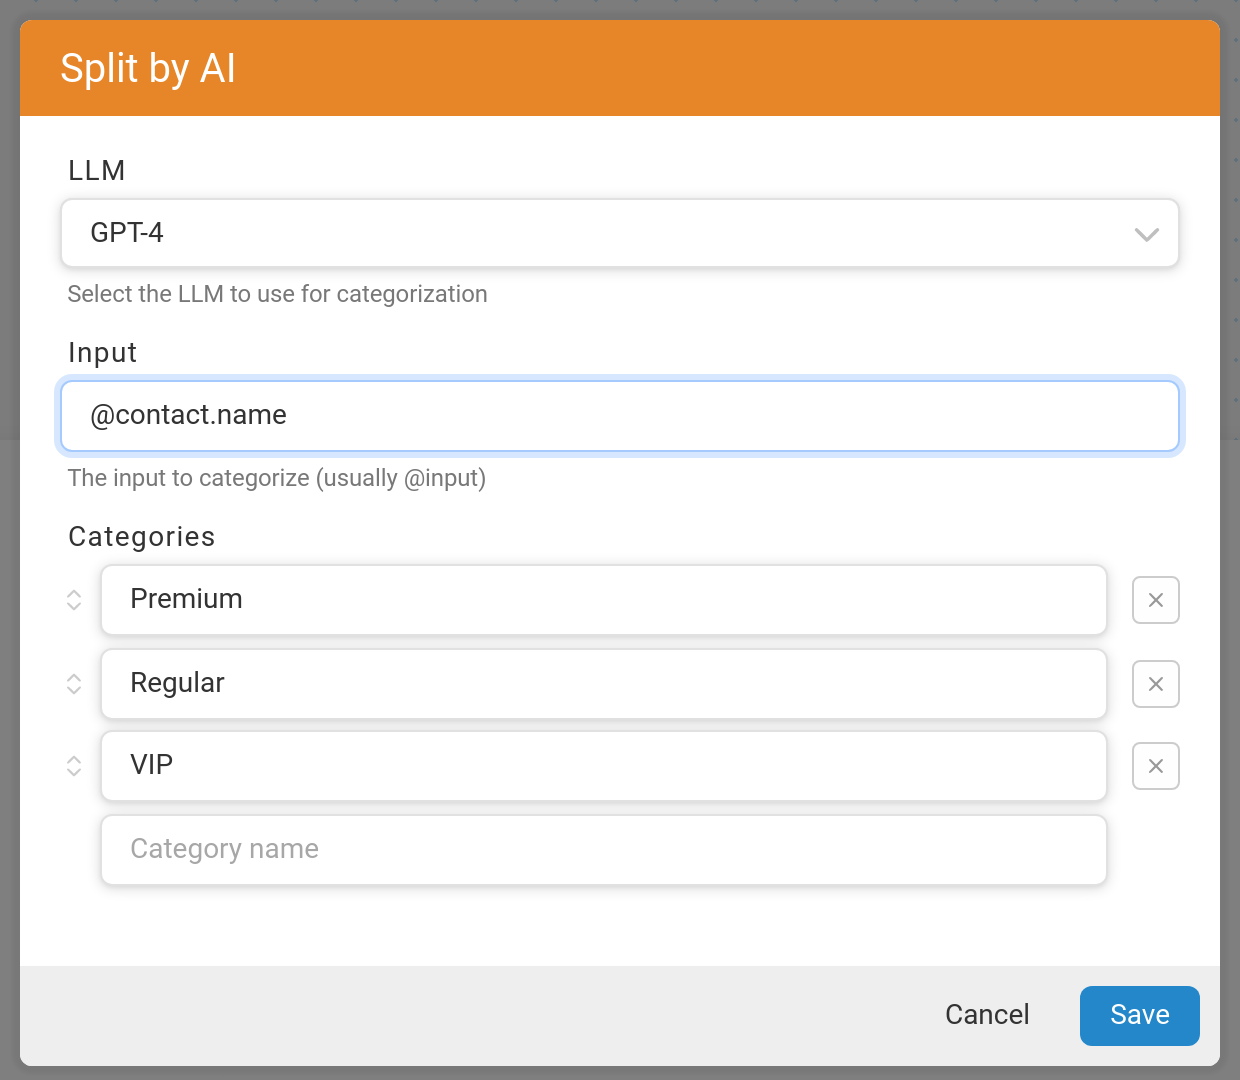 Split by AI
LLM
GPT-4
Select the LLM to use for categorization
Input
@contact.name
The input to categorize (usually @input)
Categories
Premium
Regular
VIP
Category name
Cancel
Save